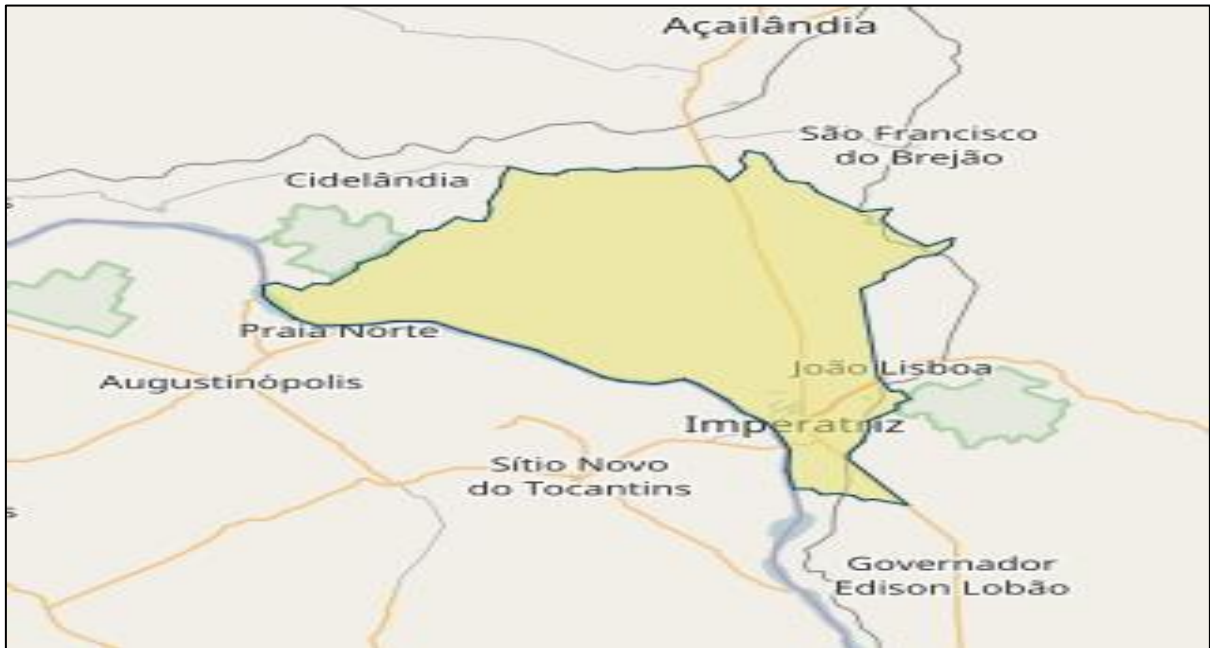 Açailândia
São Francisco
do Brejão
Cidelândia
s
Praia Norte
João Lisboa
Augustinópolis
Imperatriz
Sítio Novo
do Tocantins
s
Governador
Edison Lobão